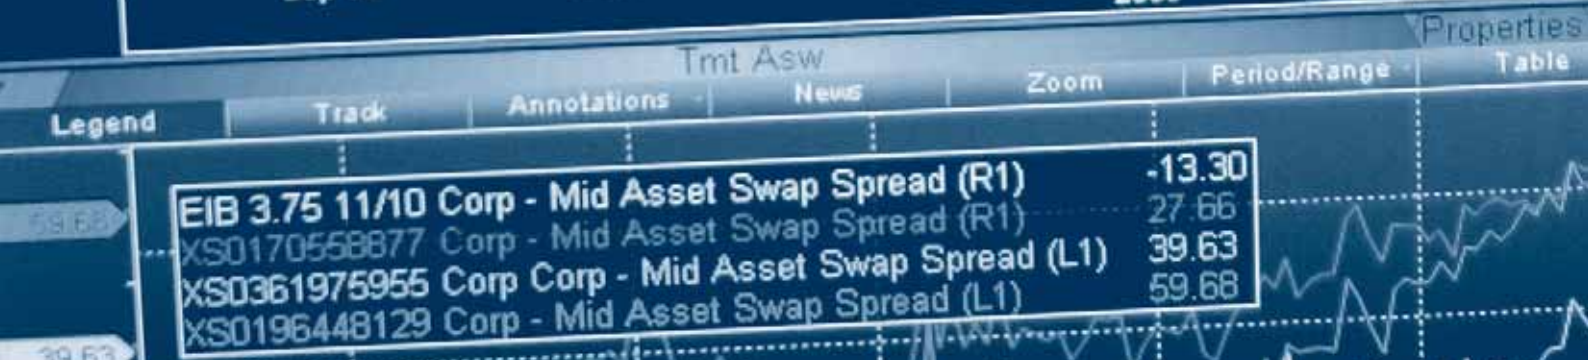 Tmt Asw
Properties
Legend Track Annotations News Zoom Period/Range Table
EIB 3.75 11/10 Corp - Mid Asset Swap Spread (R1) -13.30
XS0170558877 Corp - Mid Asset Swap Spread (R1) 27.66
XS0361975955 Corp Corp - Mid Asset Swap Spread (L1) 39.63
XS0196448129 Corp - Mid Asset Swap Spread (L1) 59.68
59.68
39.63